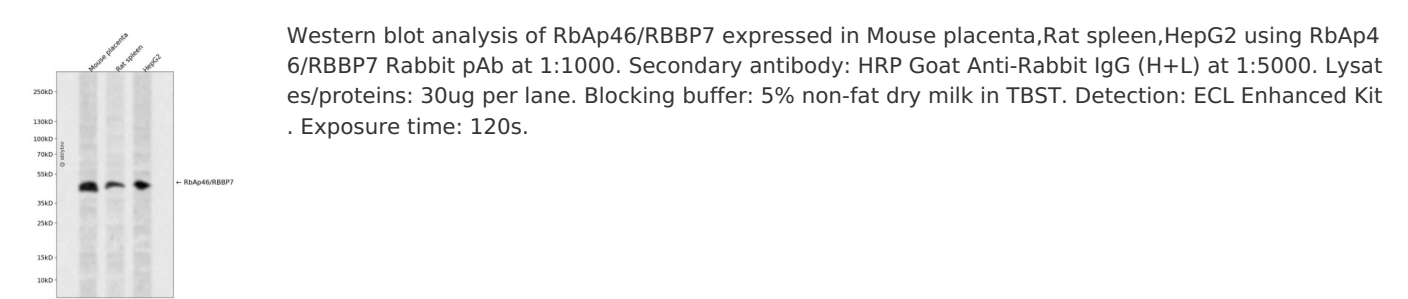 Mouse placenta
Rat spleen
HepG2
250kD
130kD
100kD
70kD
55kD
35kD
25kD
15kD
10kD
@ abybio
← RbAp46/RBBP7
Western blot analysis of RbAp46/RBBP7 expressed in Mouse placenta,Rat spleen,HepG2 using RbAp4
6/RBBP7 Rabbit pAb at 1:1000. Secondary antibody: HRP Goat Anti-Rabbit IgG (H+L) at 1:5000. Lysat
es/proteins: 30ug per lane. Blocking buffer: 5% non-fat dry milk in TBST. Detection: ECL Enhanced Kit
. Exposure time: 120s.